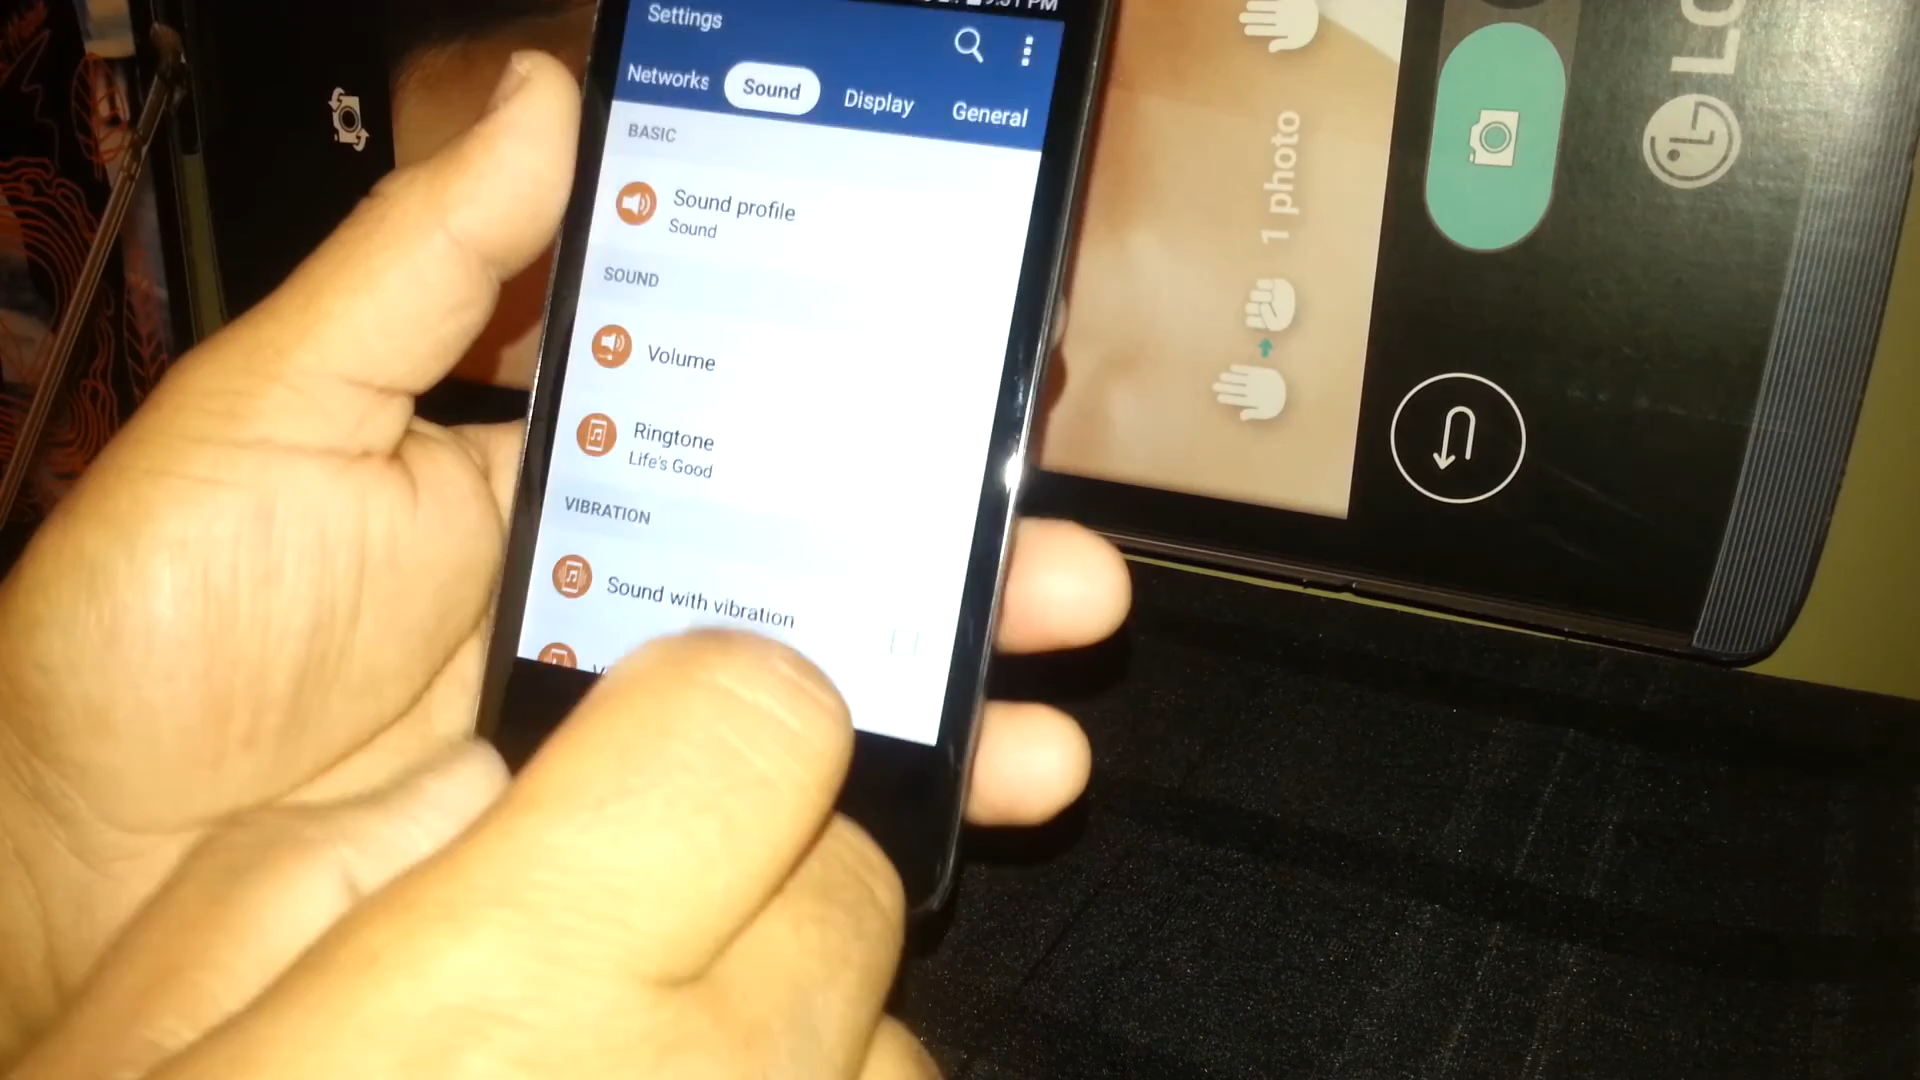 Settings
Networks Sound Display General
BASIC
Sound profile
Sound
SOUND
Volume
Ringtone
Life's Good
VIBRATION
Sound with vibration
1 photo
LG